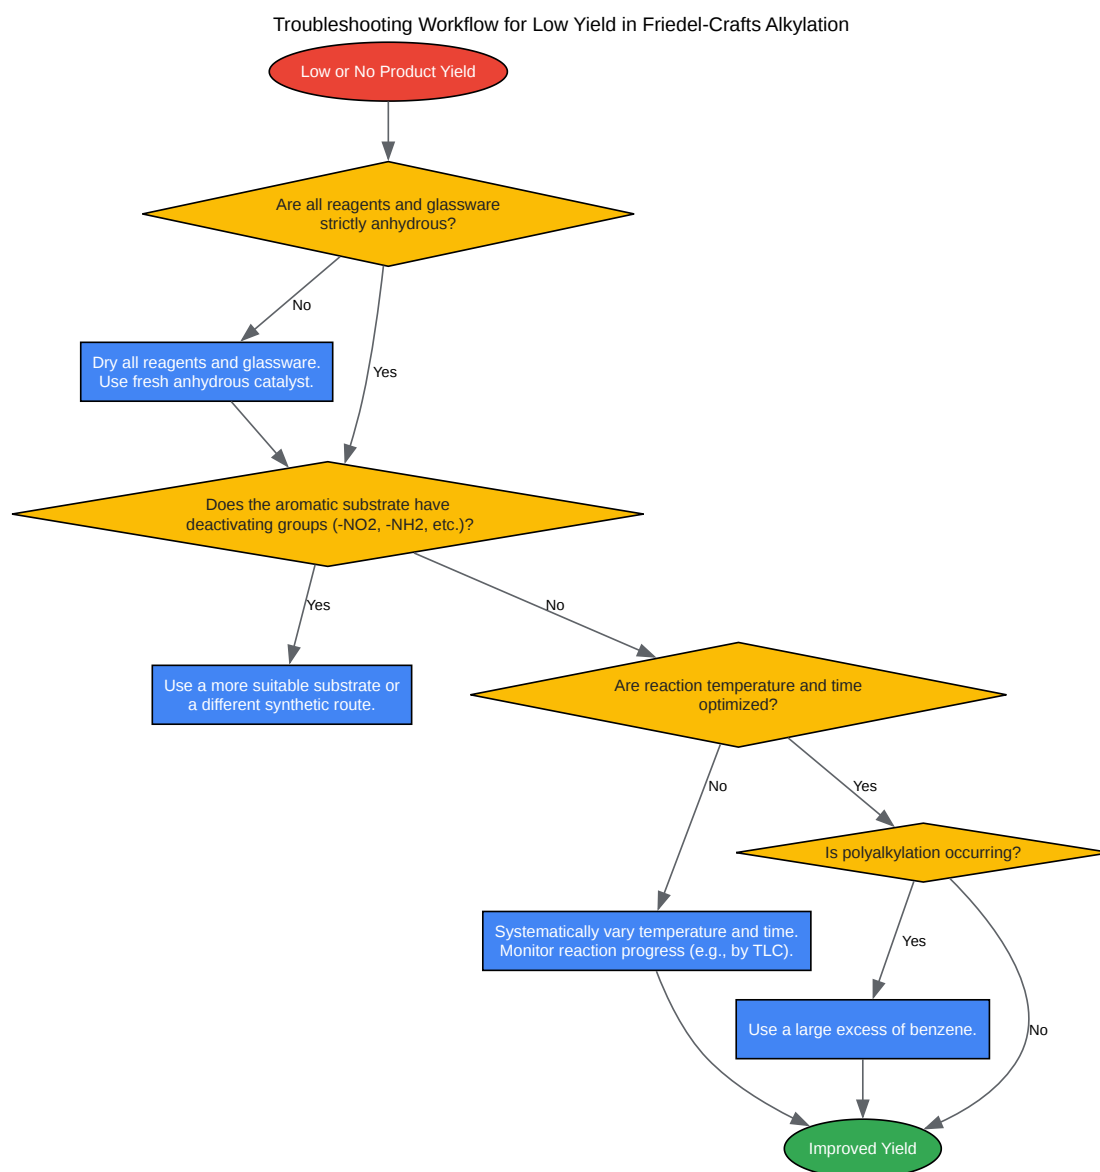 Troubleshooting Workflow for Low Yield in Friedel-Crafts Alkylation
Low or No Product Yield
Are all reagents and glassware
strictly anhydrous?
No
Dry all reagents and glassware.
Use fresh anhydrous catalyst.
Yes
Does the aromatic substrate have
deactivating groups (-NO2, -NH2, etc.)?
Yes
No
Use a more suitable substrate or
a different synthetic route.
Are reaction temperature and time
optimized?
No
Yes
Is polyalkylation occurring?
Systematically vary temperature and time.
Monitor reaction progress (e.g., by TLC).
Yes
Use a large excess of benzene.
No
Improved Yield